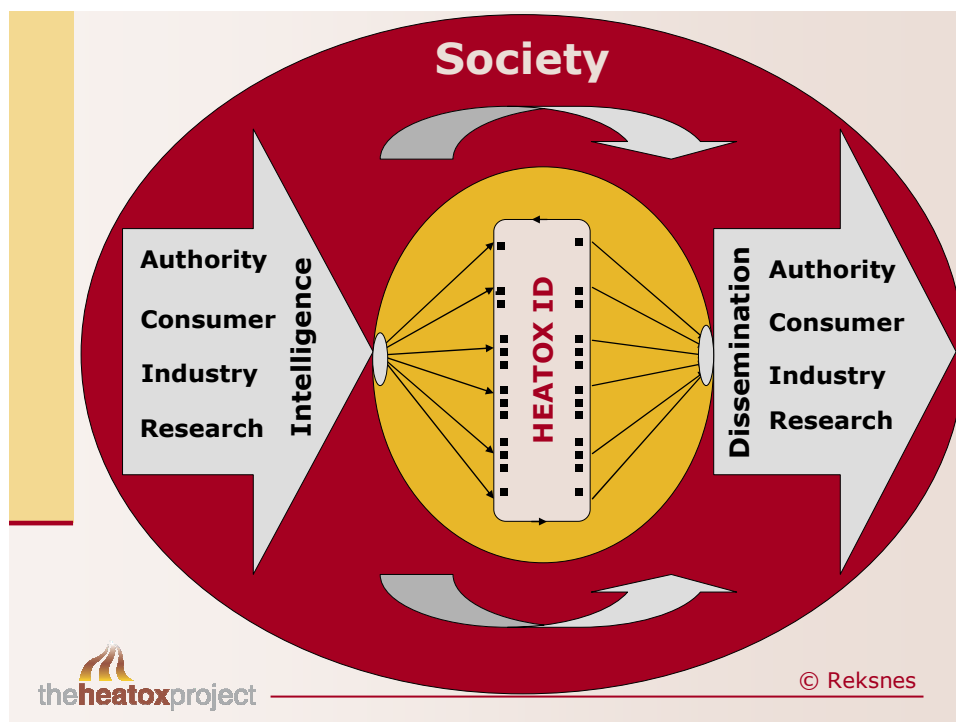 Society
Authority
Consumer
Industry
Research
Intelligence
HEATOX ID
Dissemination
Authority
Consumer
Industry
Research
theheatoxproject
© Reksnes